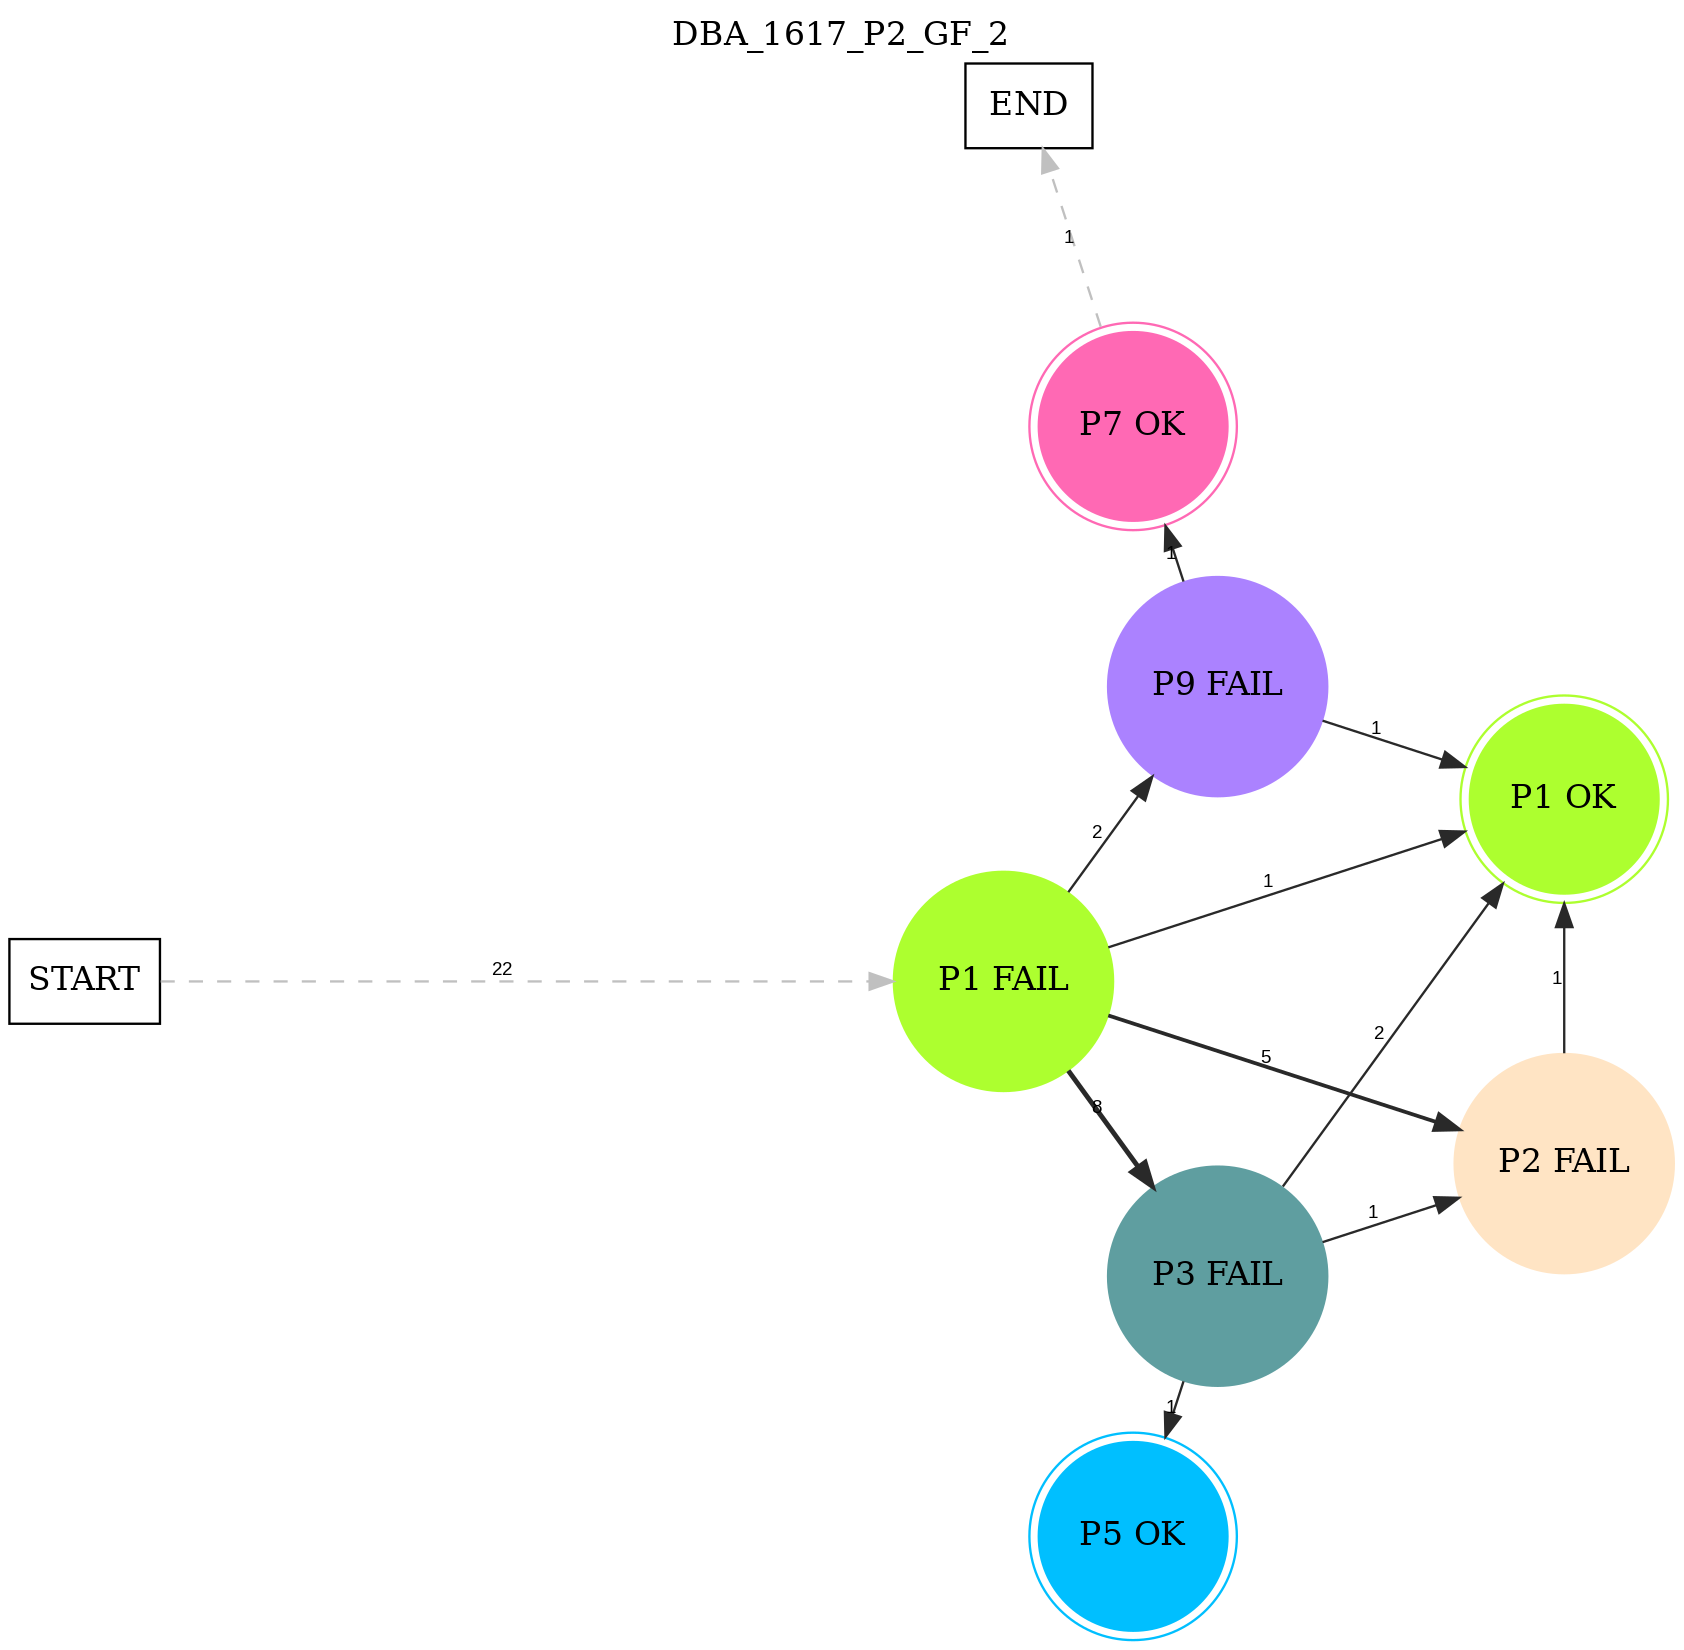 DBA_1617_P2_GF_2
END
1
P7 OK
1
P9 FAIL
1
P1 OK
2
1
START
22
P1 FAIL
1
2
5
8
P2 FAIL
1
P3 FAIL
1
P5 OK